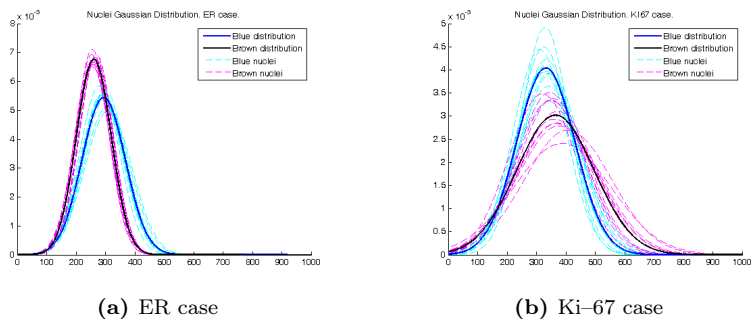 Nuclei Gaussian Distribution. ER case.
8 x 10⁻³
Blue distribution
Brown distribution
Blue nuclei
Brown nuclei
7
6
5
4
3
2
1
0
0 100 200 300 400 500 600 700 800 900 1000
(a) ER case
Nuclei Gaussian Distribution. KI67 case.
5 x 10⁻³
Blue distribution
Brown distribution
Blue nuclei
Brown nuclei
4.5
4
3.5
3
2.5
2
1.5
1
0.5
0
0 100 200 300 400 500 600 700 800 900 1000
(b) Ki–67 case